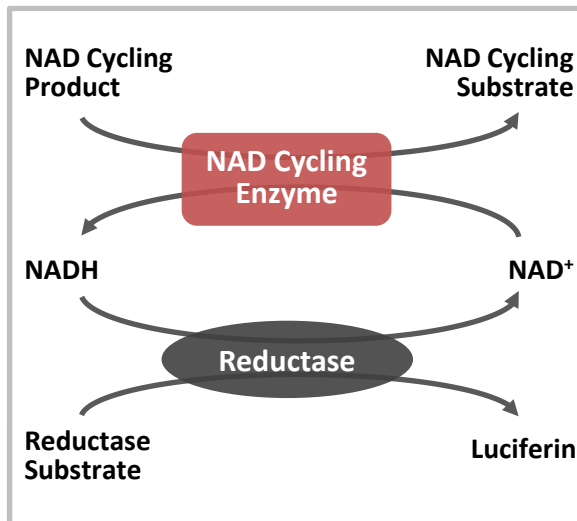 NAD Cycling
Product
NAD Cycling
Substrate
NAD Cycling
Enzyme
NADH
NAD⁺
Reductase
Reductase
Substrate
Luciferin